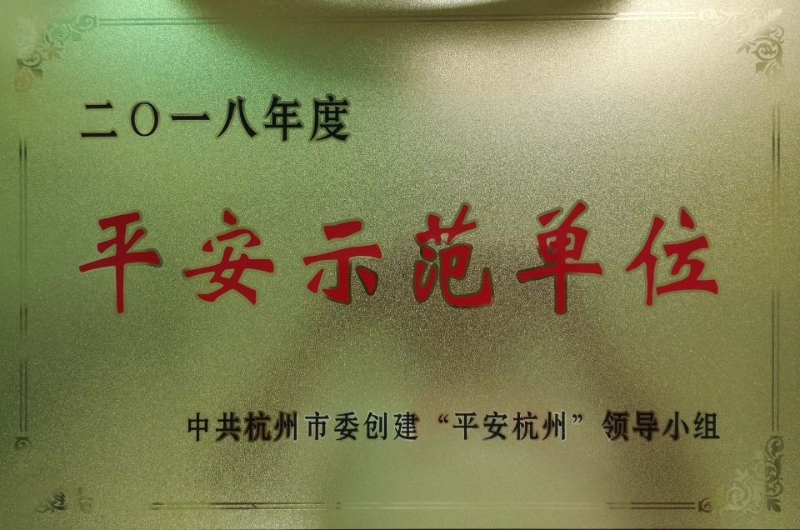 二〇一八年度
平安示范单位
中共杭州市委创建“平安杭州”领导小组